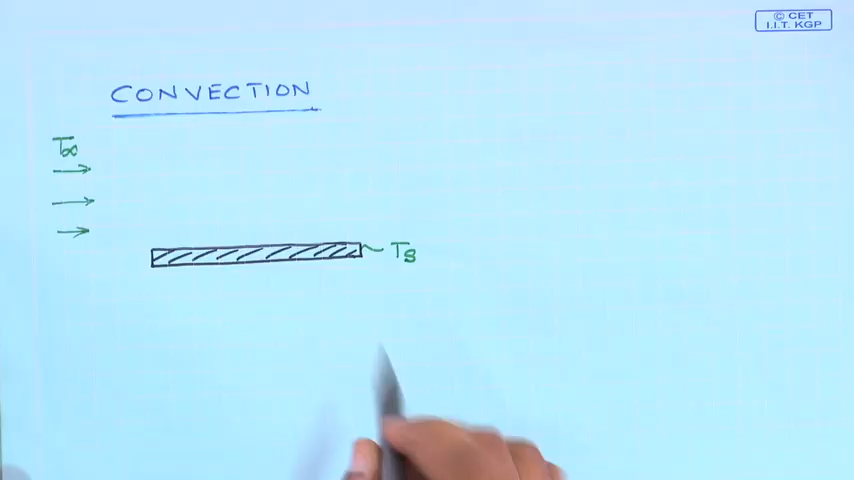 © CET
I.I.T. KGP
CONVECTION
T∞
Ts